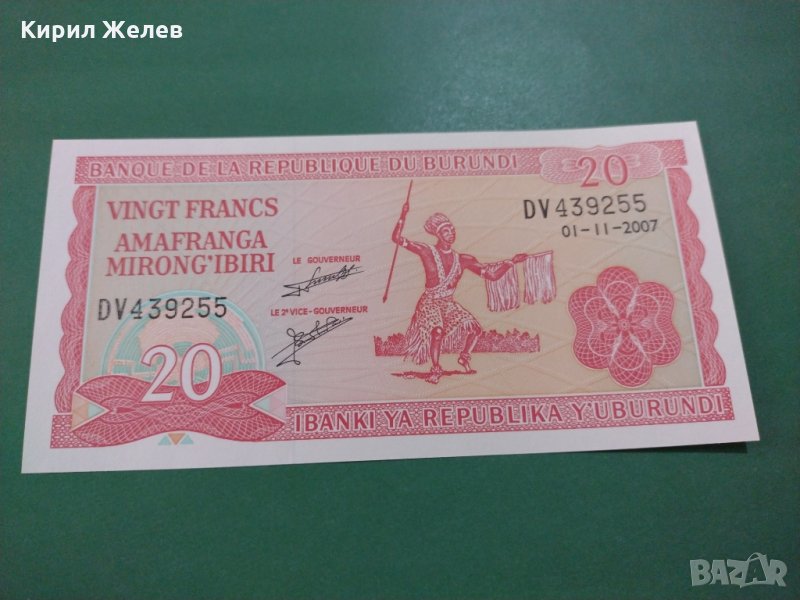 Кирил Желев
BANQUE DE LA REPUBLIQUE DU BURUNDI
20
VINGT FRANCS
AMAFRANGA
MIRONG'IBIRI
DV439255
01-11-2007
LE GOUVERNEUR
LE 2e VICE-GOUVERNEUR
DV439255
20
IBANKI YA REPUBLIKA Y'UBURUNDI
BAZAR